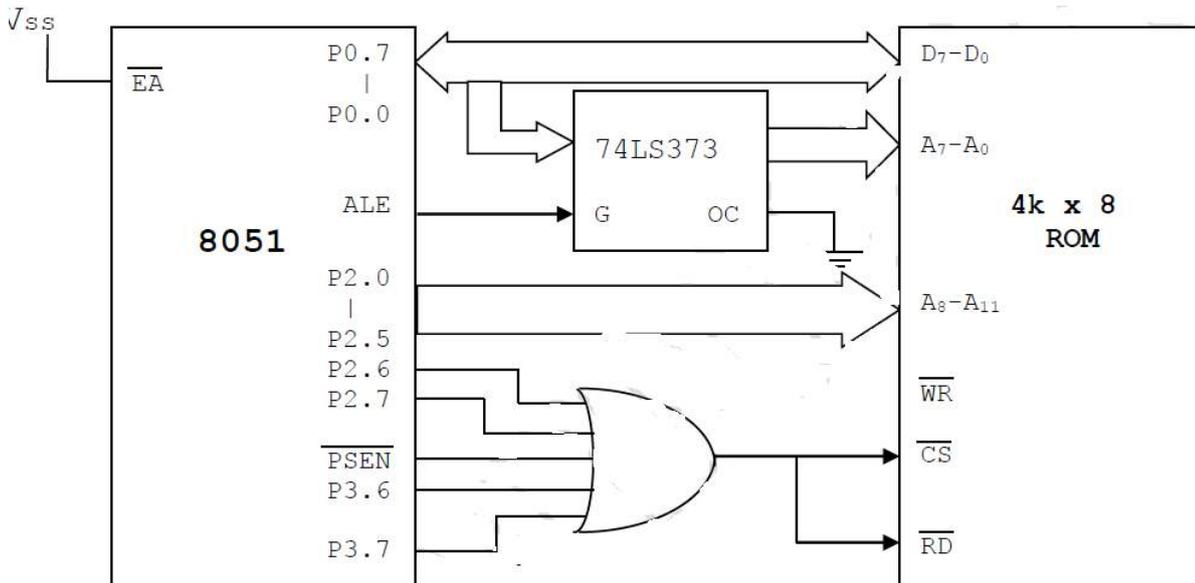 Vss
EA
P0.7
|
P0.0
ALE
8051
P2.0
|
P2.5
P2.6
P2.7
PSEN
P3.6
P3.7
74LS373
G OC
D₇-D₀
A₇-A₀
4k x 8
ROM
A₈-A₁₁
WR
CS
RD